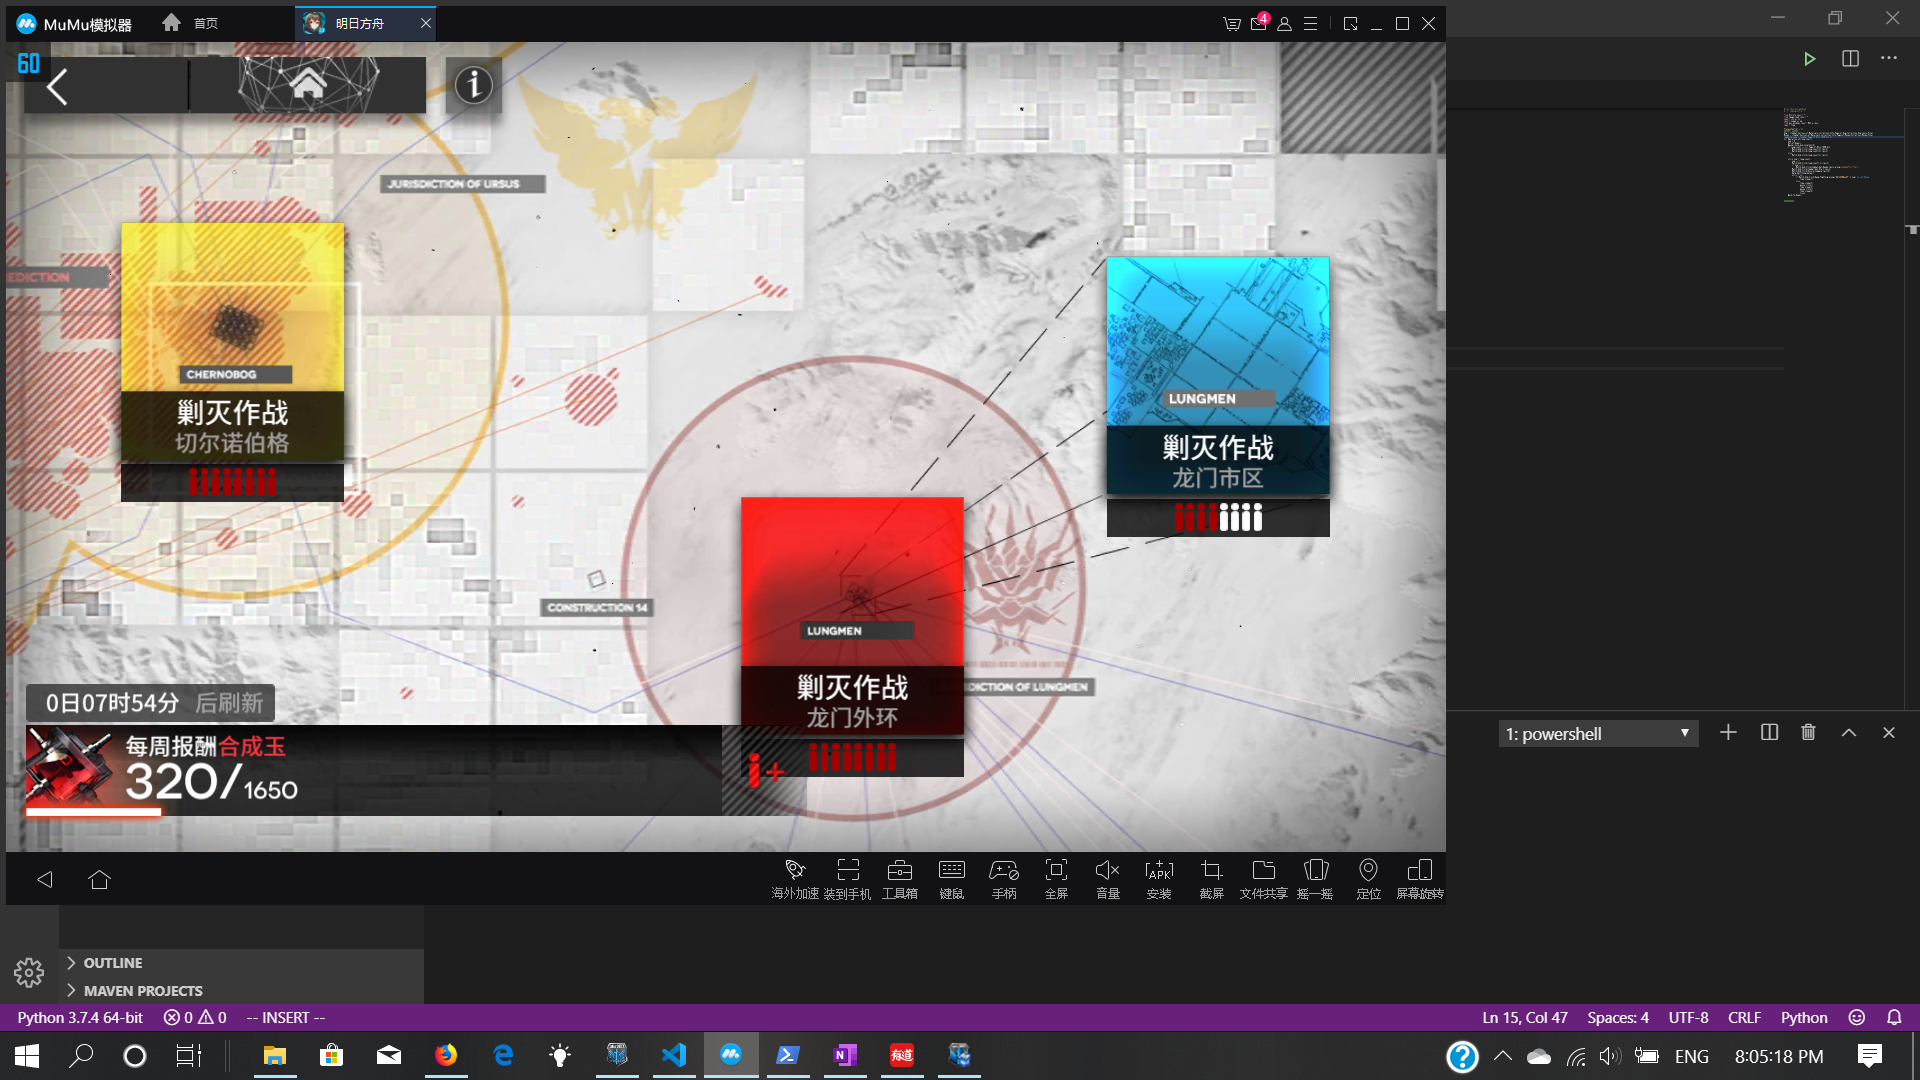 MuMu模拟器
首页
明日方舟
4
60
i
JURISDICTION OF URSUS
CHERNOBOG
剿灭作战
切尔诺伯格
LUNGMEN
剿灭作战
龙门市区
CONSTRUCTION 14
LUNGMEN
剿灭作战
龙门外环
0日07时54分 后刷新
每周报酬合成玉
320/1650
海外加速
装到手机
工具箱
键鼠
手柄
全屏
音量
APK
安装
截屏
文件共享
摇一摇
定位
屏幕旋转
1: powershell
OUTLINE
MAVEN PROJECTS
Python 3.7.4 64-bit
0
0
-- INSERT --
Ln 15, Col 47
Spaces: 4
UTF-8
CRLF
Python
有道
ENG
8:05:18 PM